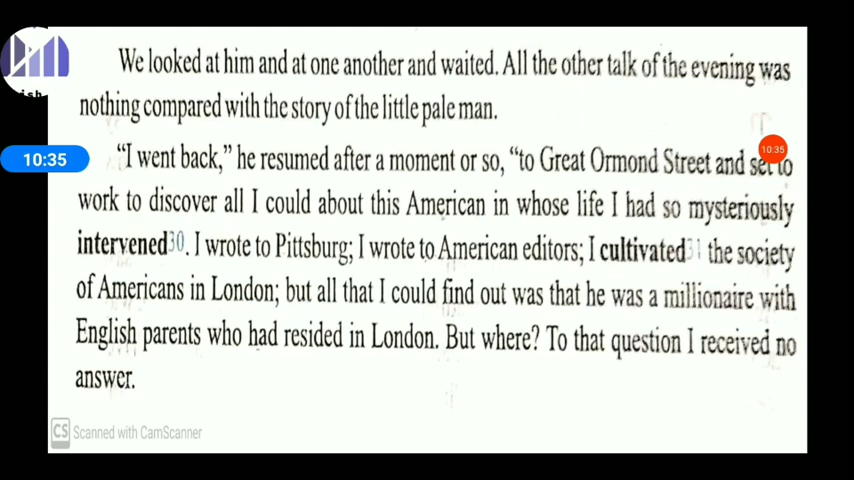 We looked at him and at one another and waited. All the other talk of the evening was
nothing compared with the story of the little pale man.
"I went back," he resumed after a moment or so, "to Great Ormond Street and set to
work to discover all I could about this American in whose life I had so mysteriously
intervened30. I wrote to Pittsburg; I wrote to American editors; I cultivated31 the society
of Americans in London; but all that I could find out was that he was a millionaire with
English parents who had resided in London. But where? To that question I received no
answer.
10:35
10:35
ish
CS Scanned with CamScanner